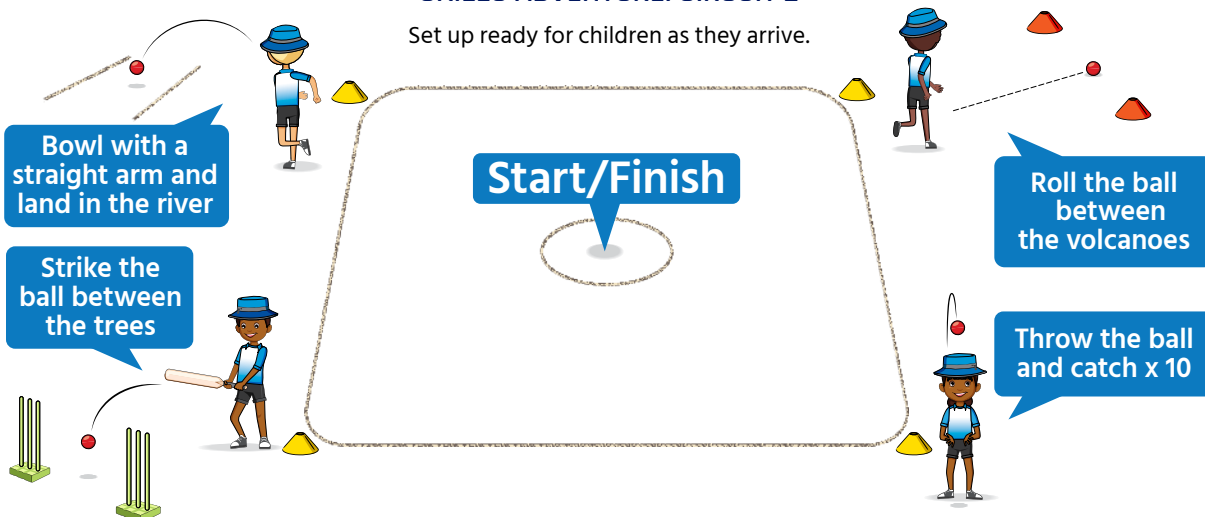 Set up ready for children as they arrive.
Bowl with a
straight arm and
land in the river
Start/Finish
Roll the ball
between
the volcanoes
Strike the
ball between
the trees
Throw the ball
and catch x 10